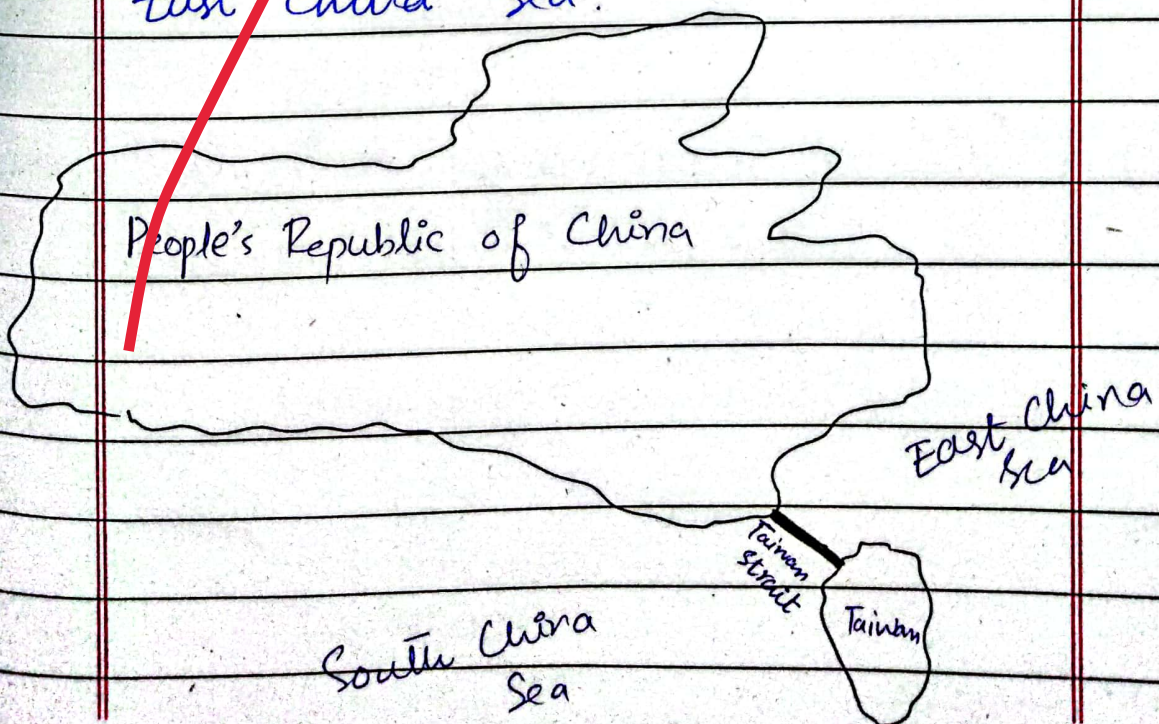 East China Sea.
People's Republic of China
East China
Sea
Taiwan
Strait
Taiwan
South China
Sea